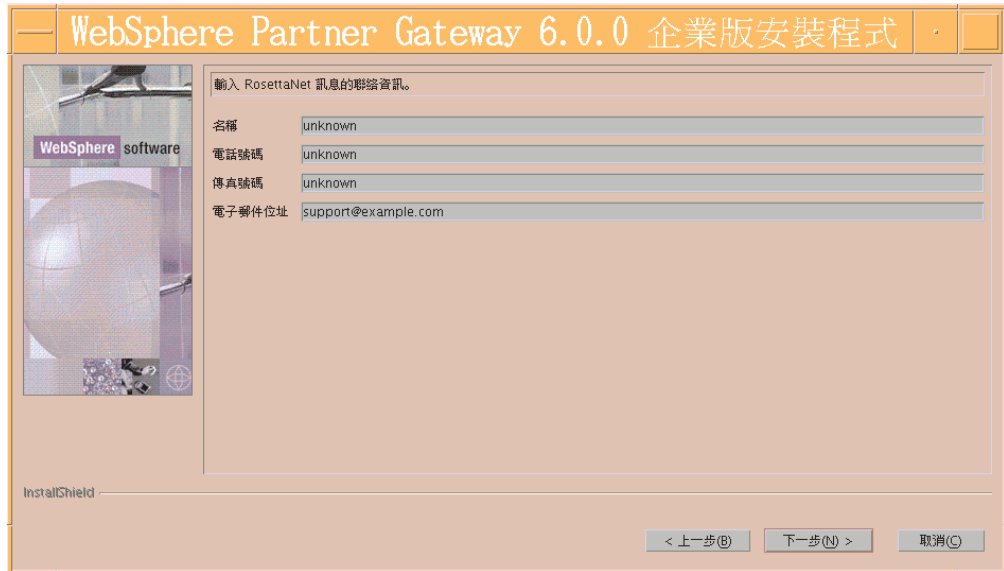 WebSphere Partner Gateway 6.0.0 企業版安裝程式
輸入 RosettaNet 訊息的聯絡資訊。
名稱 unknown
電話號碼 unknown
傳真號碼 unknown
電子郵件位址 support@example.com
WebSphere software
InstallShield
< 上一步(B) 下一步(N) > 取消(C)